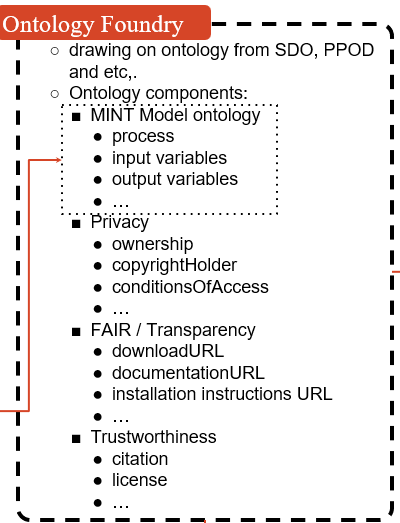 Ontology Foundry
○ drawing on ontology from SDO, PPOD
and etc,.
○ Ontology components:
■ MINT Model ontology
● process
● input variables
● output variables
● ...
■ Privacy
● ownership
● copyrightHolder
● conditionsOfAccess
● ...
■ FAIR / Transparency
● downloadURL
● documentationURL
● installation instructions URL
● ...
■ Trustworthiness
● citation
● license
● ...